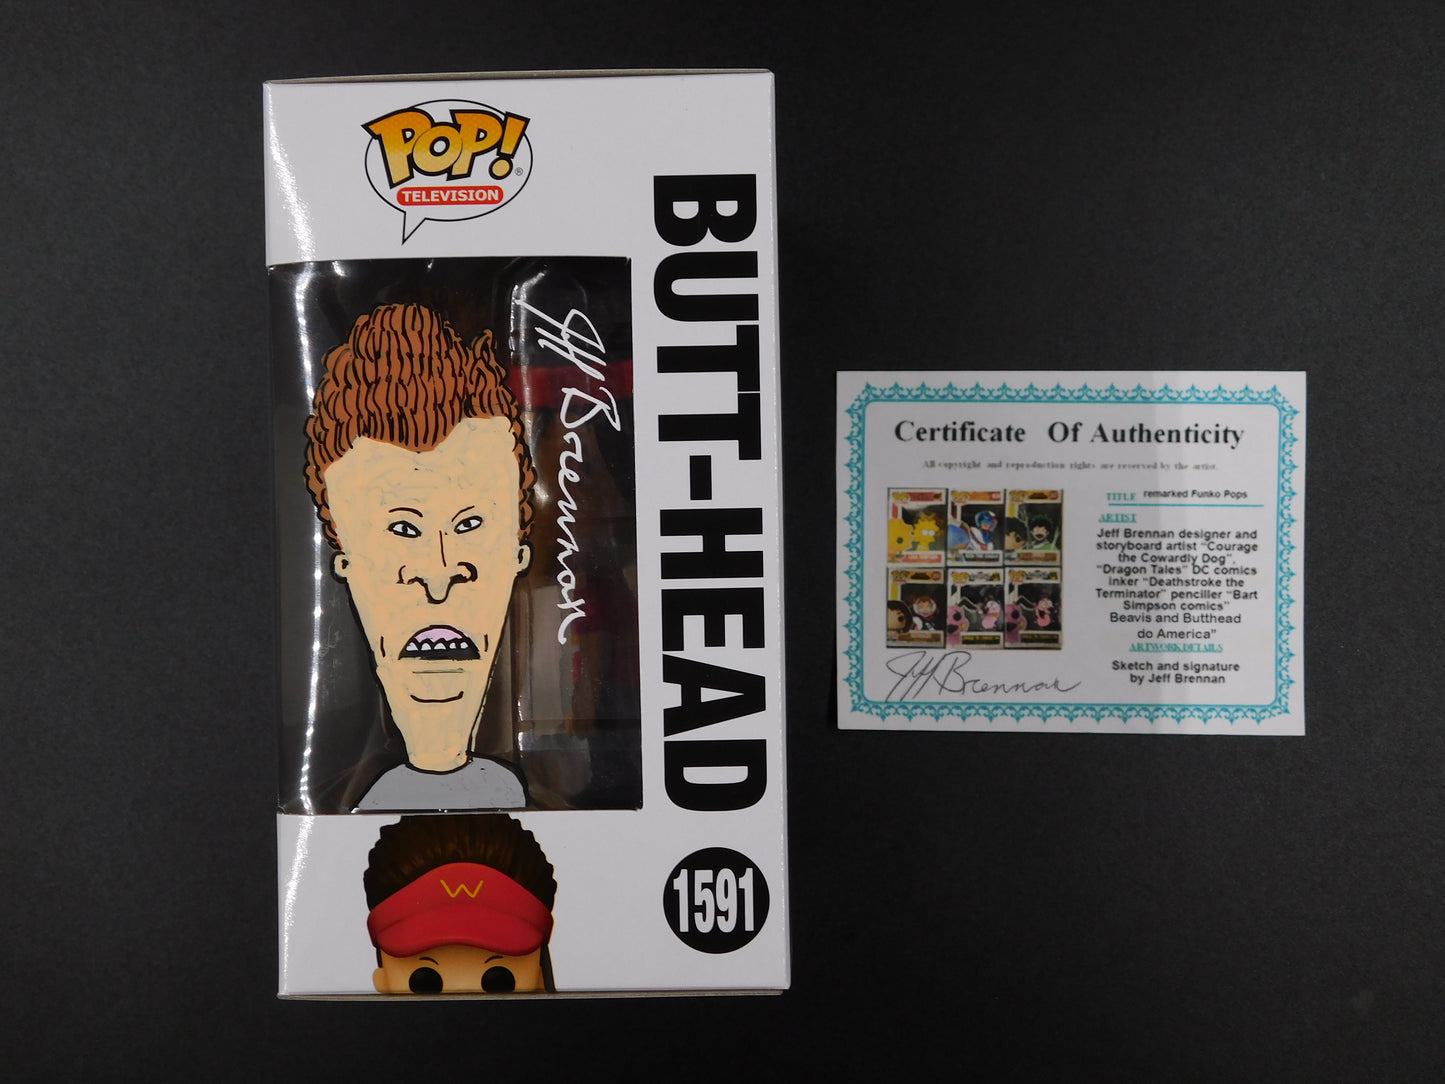 POP!
®
TELEVISION
Jeff Brennan
BUTT-HEAD
1591
W
Certificate Of Authenticity
All copyright and reproduction rights are reserved by the artist.
TITLE remarked Funko Pops
ARTIST
Jeff Brennan designer and
storyboard artist "Courage
the Cowardly Dog",
"Dragon Tales" DC comics
inker "Deathstroke the
Terminator" penciller "Bart
Simpson comics"
Beavis and Butthead
do America"
ARTWORK DETAILS
Sketch and signature
by Jeff Brennan
Jeff Brennan